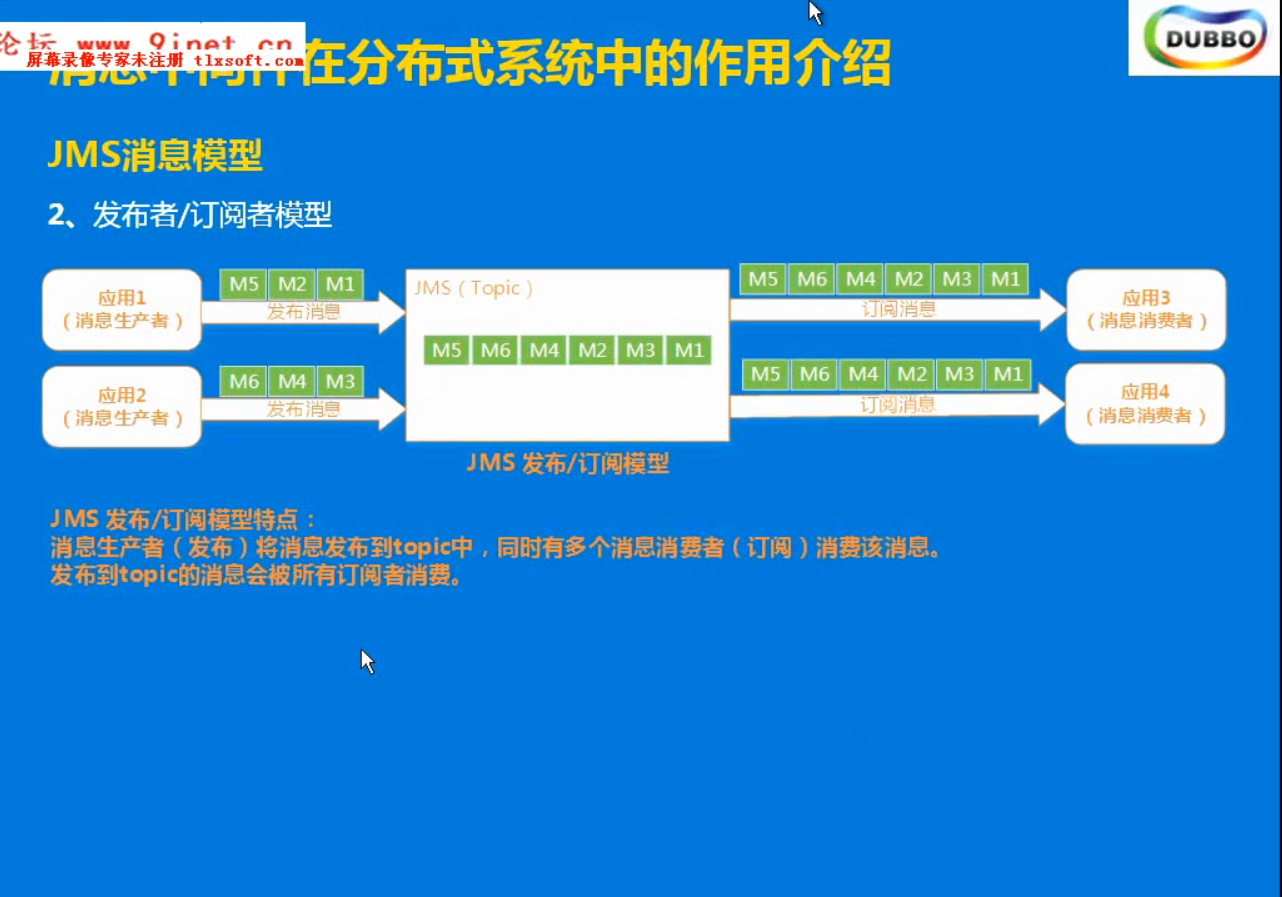 论坛 www.9inet.cn
屏幕录像专家未注册 tlxsoft.com
消息中间件在分布式系统中的作用介绍
DUBBO
JMS消息模型
2、发布者/订阅者模型
应用1
（消息生产者）
M5 M2 M1
发布消息
JMS（Topic）
M5 M6 M4 M2 M3 M1
M5 M6 M4 M2 M3 M1
订阅消息
应用3
（消息消费者）
应用2
（消息生产者）
M6 M4 M3
发布消息
M5 M6 M4 M2 M3 M1
订阅消息
应用4
（消息消费者）
JMS 发布/订阅模型
JMS 发布/订阅模型特点：
消息生产者（发布）将消息发布到topic中，同时有多个消息消费者（订阅）消费该消息。
发布到topic的消息会被所有订阅者消费。